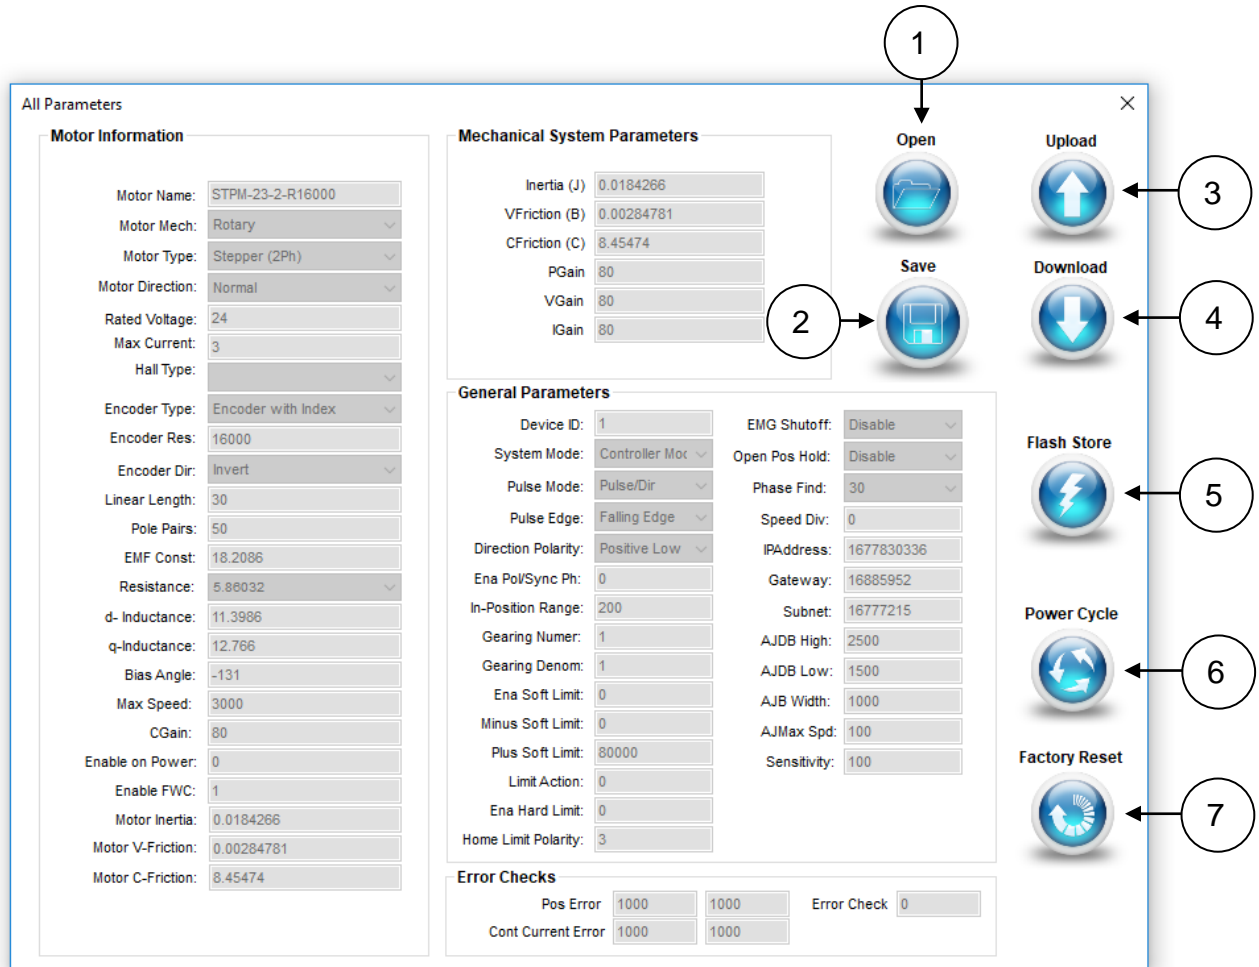 1
All Parameters
Motor Information
Motor Name: STPM-23-2-R16000
Motor Mech: Rotary
Motor Type: Stepper (2Ph)
Motor Direction: Normal
Rated Voltage: 24
Max Current: 3
Hall Type:
Encoder Type: Encoder with Index
Encoder Res: 16000
Encoder Dir: Invert
Linear Length: 30
Pole Pairs: 50
EMF Const: 18.2086
Resistance: 5.86032
d- Inductance: 11.3986
q-Inductance: 12.766
Bias Angle: -131
Max Speed: 3000
CGain: 80
Enable on Power: 0
Enable FWC: 1
Motor Inertia: 0.0184266
Motor V-Friction: 0.00284781
Motor C-Friction: 8.45474
Mechanical System Parameters
Inertia (J) 0.0184266
VFriction (B) 0.00284781
CFriction (C) 8.45474
PGain 80
VGain 80
IGain 80
General Parameters
Device ID: 1
System Mode: Controller Moc
Pulse Mode: Pulse/Dir
Pulse Edge: Falling Edge
Direction Polarity: Positive Low
Ena Pol/Sync Ph: 0
In-Position Range: 200
Gearing Numer: 1
Gearing Denom: 1
Ena Soft Limit: 0
Minus Soft Limit: 0
Plus Soft Limit: 80000
Limit Action: 0
Ena Hard Limit: 0
Home Limit Polarity: 3
EMG Shutoff: Disable
Open Pos Hold: Disable
Phase Find: 30
Speed Div: 0
IPAddress: 1677830336
Gateway: 16885952
Subnet: 16777215
AJDB High: 2500
AJDB Low: 1500
AJB Width: 1000
AJMax Spd: 100
Sensitivity: 100
Error Checks
Pos Error 1000 1000 Error Check 0
Cont Current Error 1000 1000
Open
Save
2
Upload
3
Download
4
Flash Store
5
Power Cycle
6
Factory Reset
7